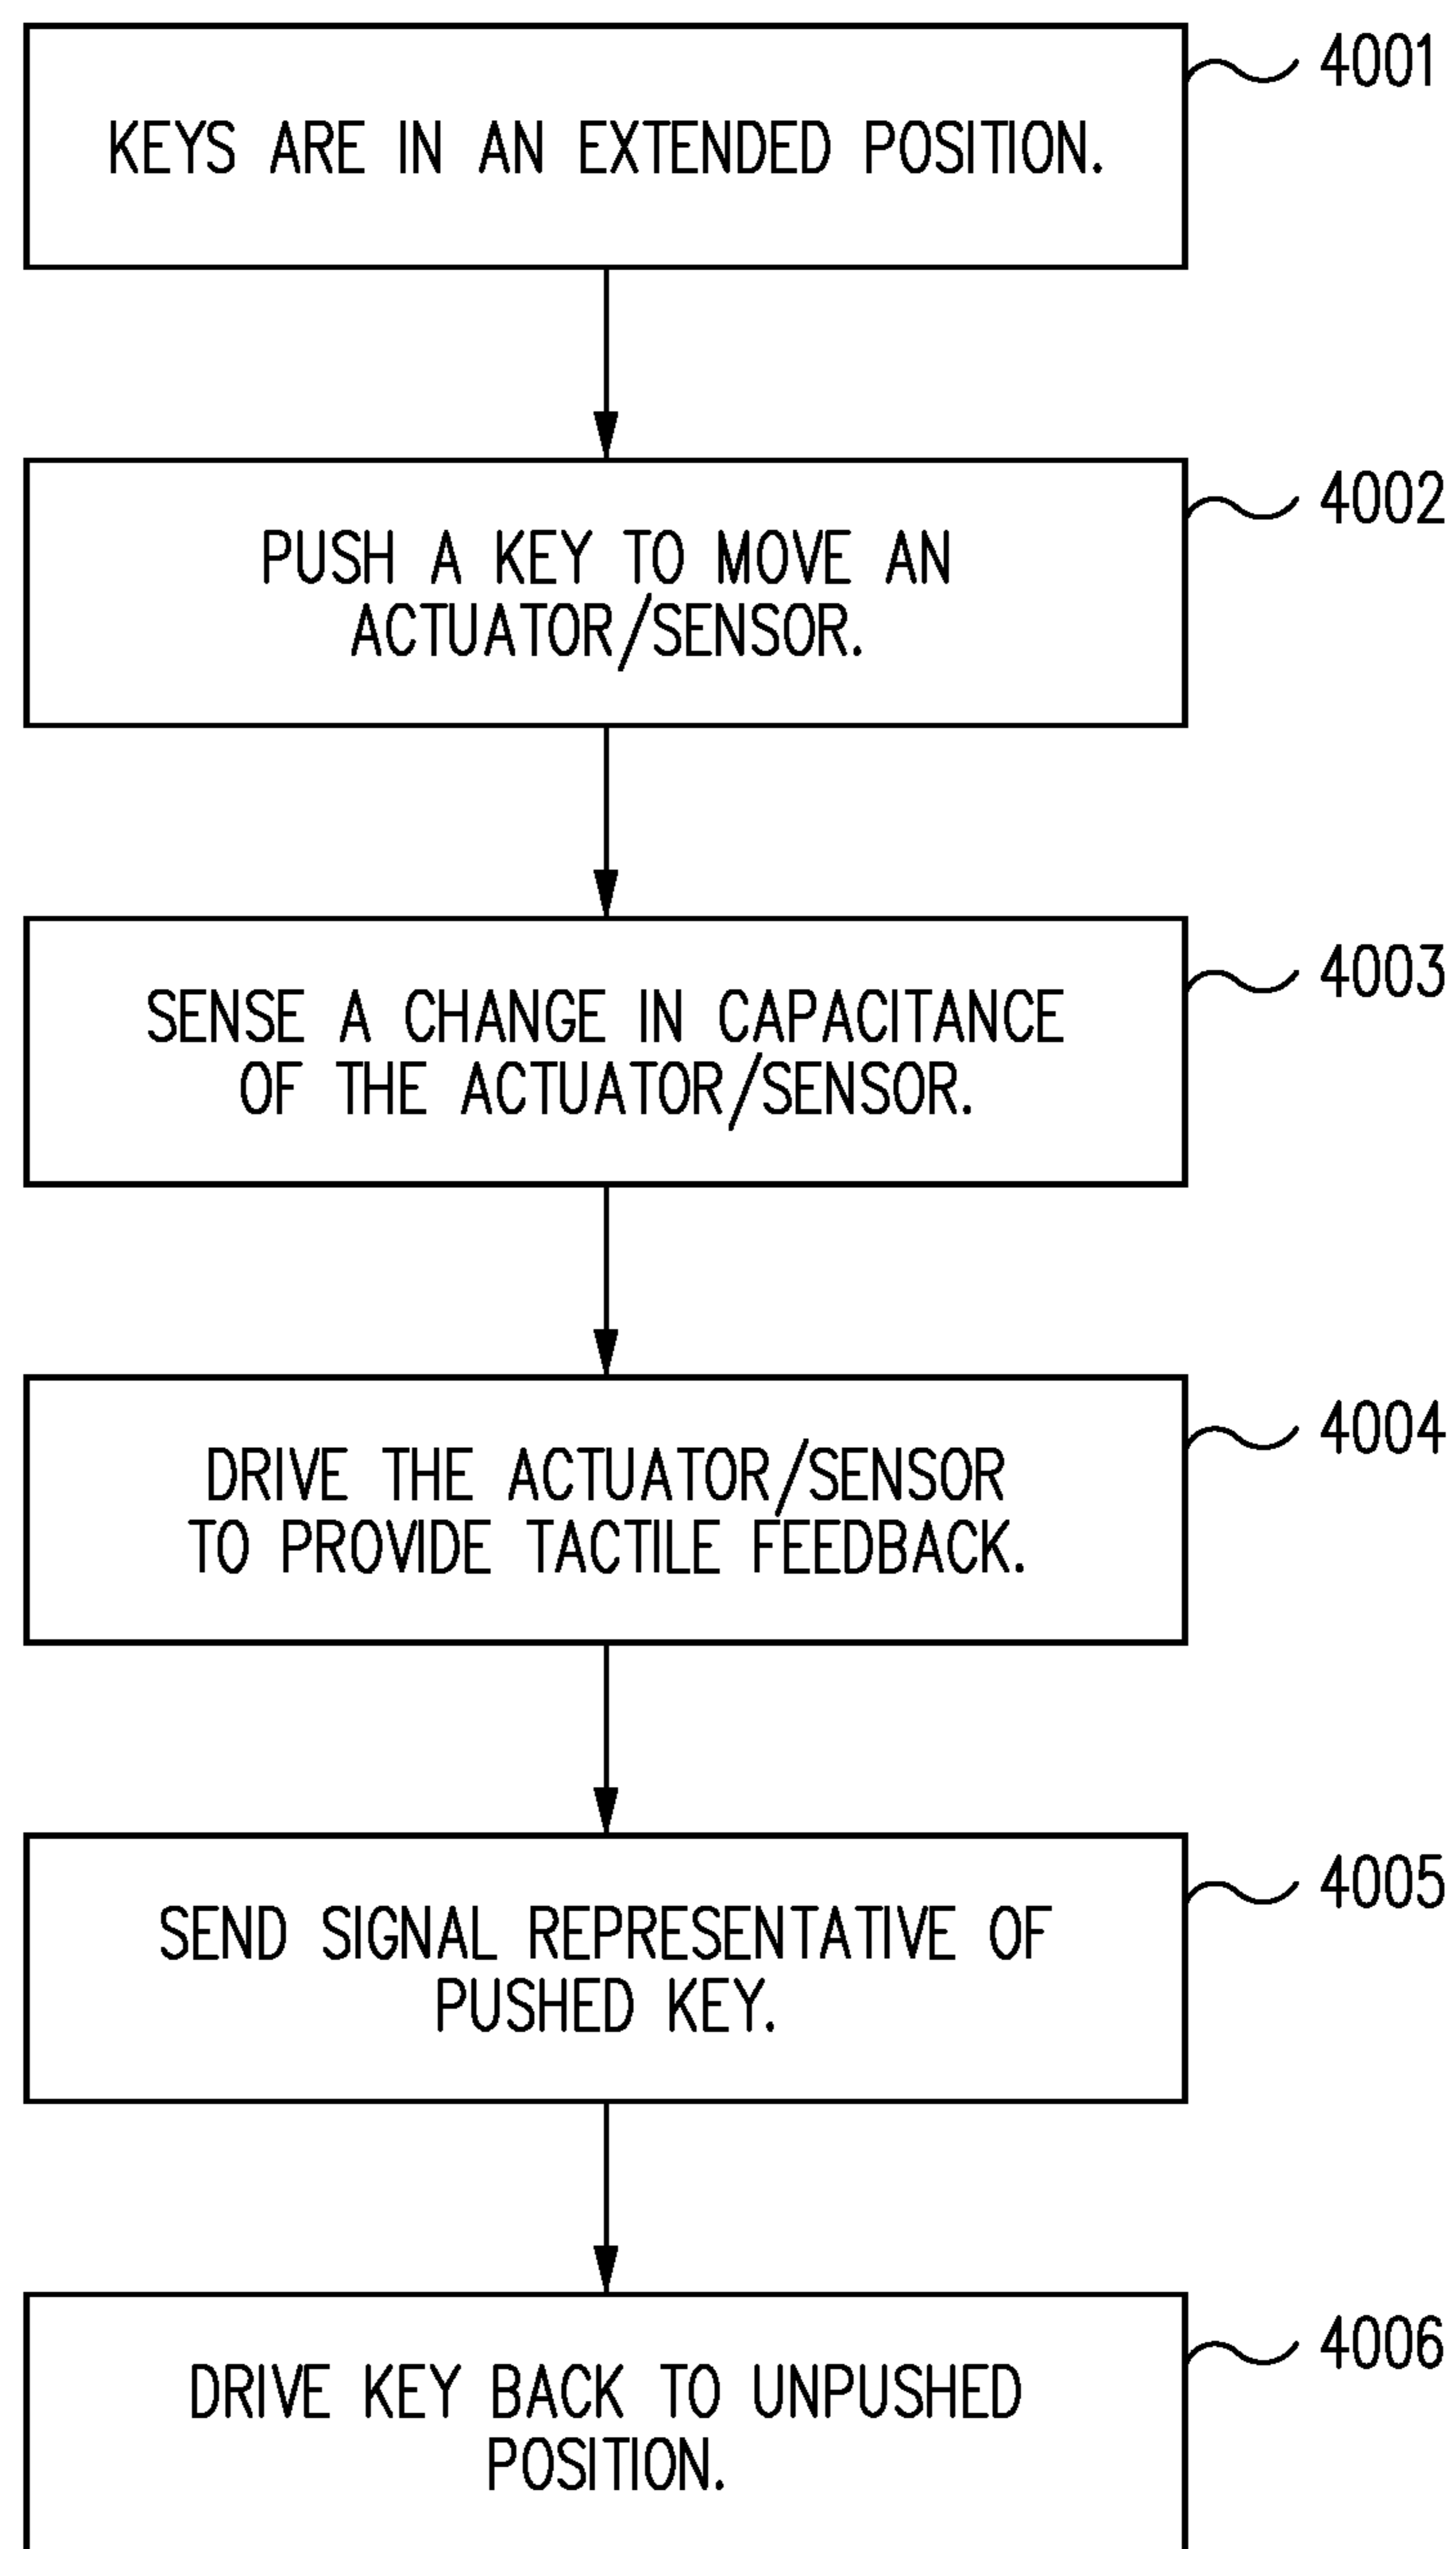 4001
KEYS ARE IN AN EXTENDED POSITION.
4002
PUSH A KEY TO MOVE AN
ACTUATOR/SENSOR.
4003
SENSE A CHANGE IN CAPACITANCE
OF THE ACTUATOR/SENSOR.
4004
DRIVE THE ACTUATOR/SENSOR
TO PROVIDE TACTILE FEEDBACK.
4005
SEND SIGNAL REPRESENTATIVE OF
PUSHED KEY.
4006
DRIVE KEY BACK TO UNPUSHED
POSITION.